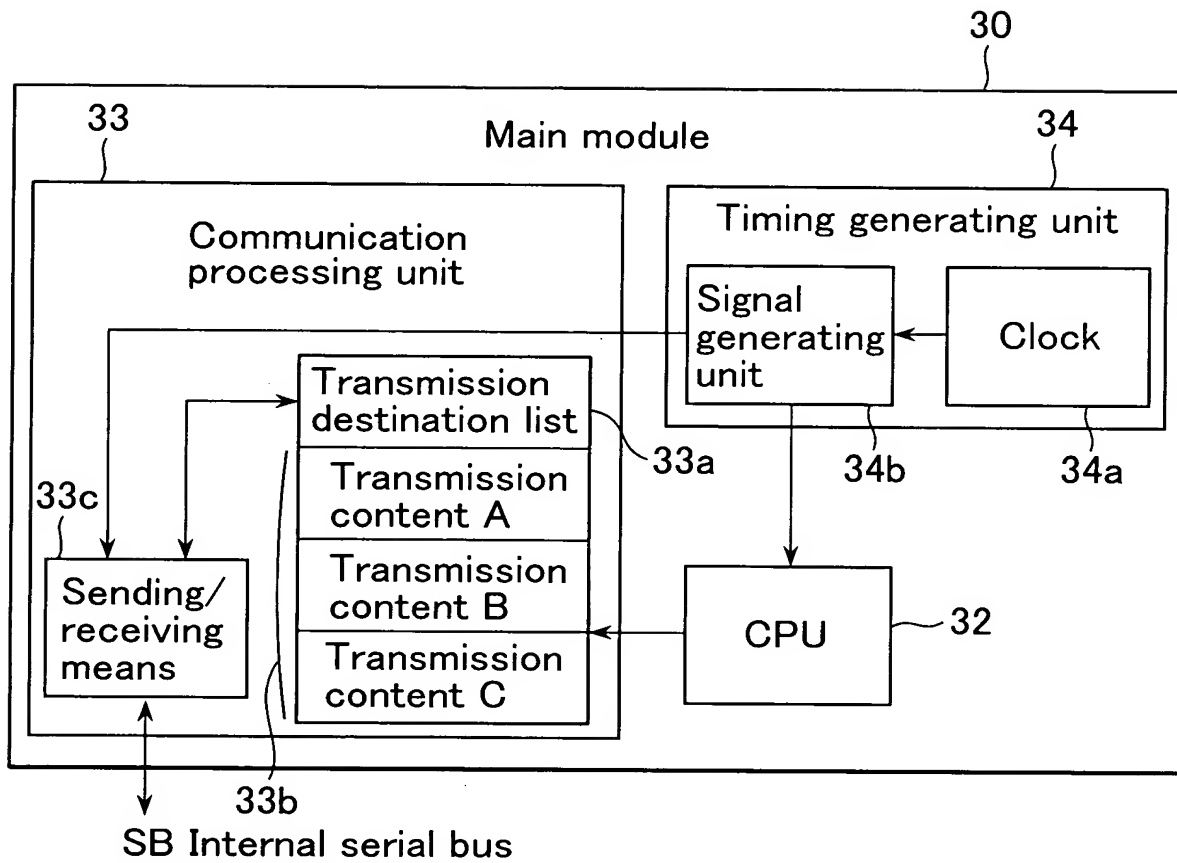 30
33
Main module
34
Communication
processing unit
Timing generating unit
Signal
generating
unit
Clock
Transmission
destination list
33a
34b
34a
33c
Transmission
content A
Sending/
receiving
means
Transmission
content B
CPU
32
Transmission
content C
33b
SB Internal serial bus